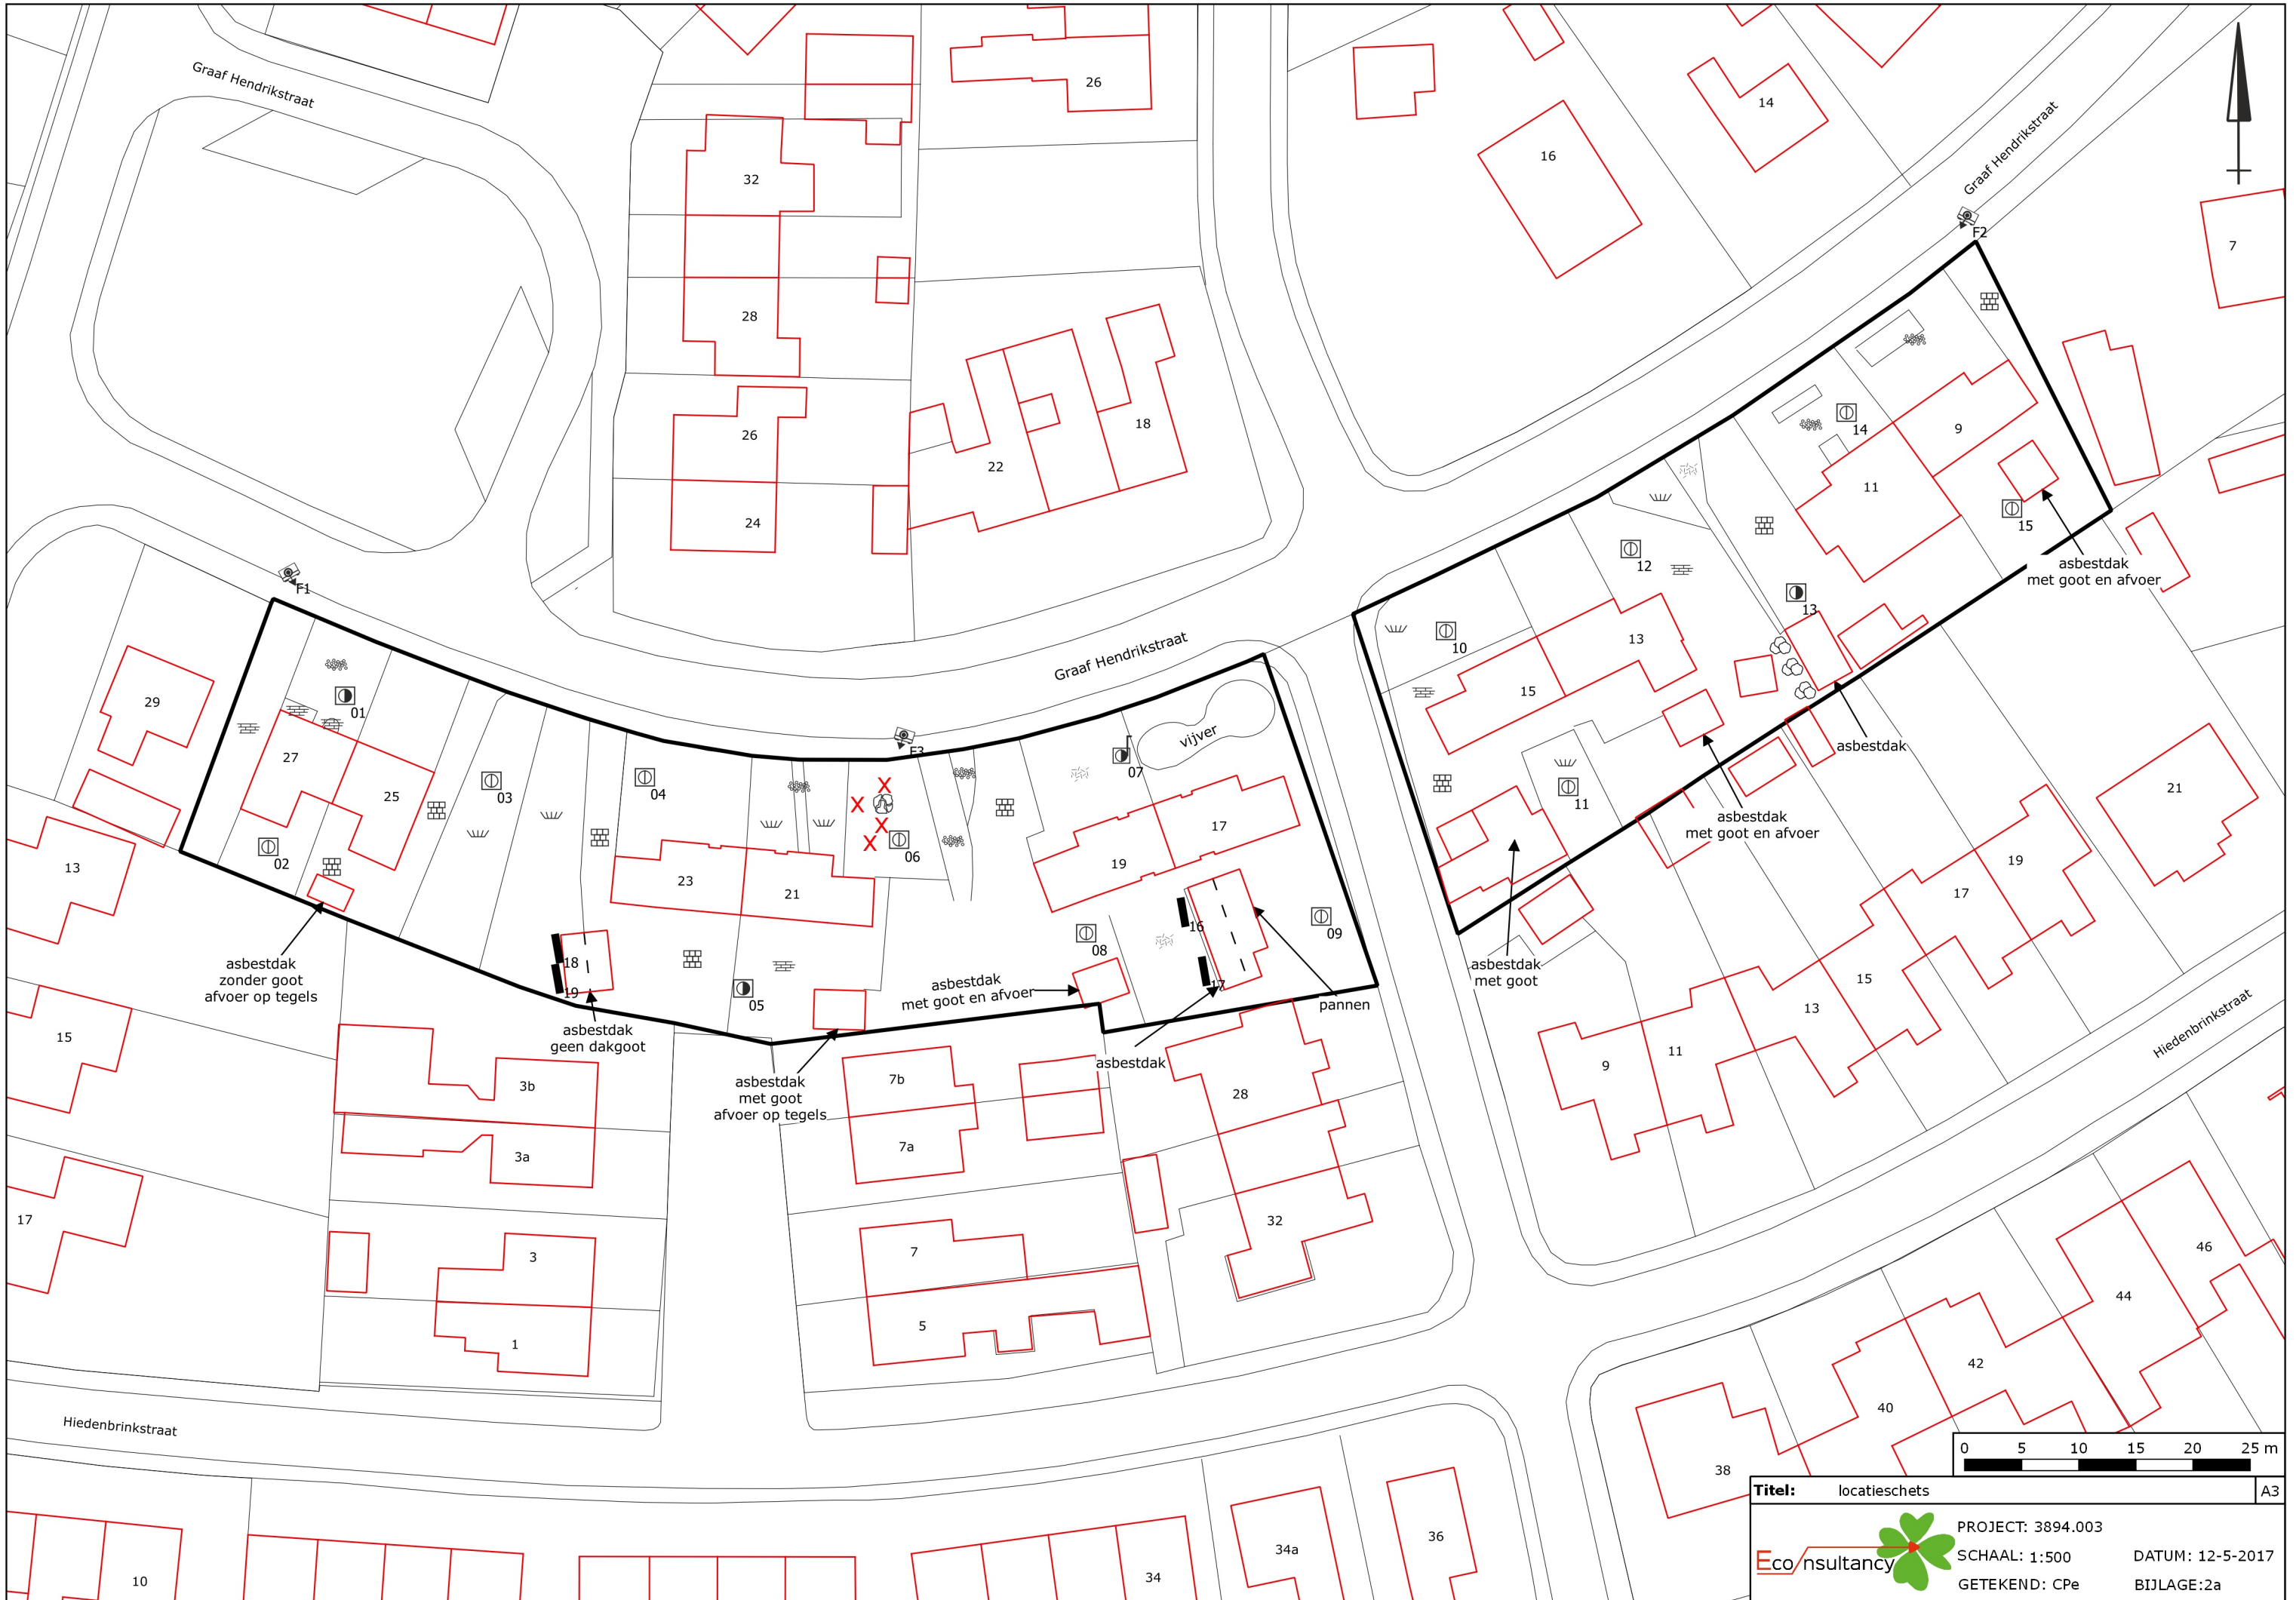 Graaf Hendrikstraat
26
14
16
Graaf Hendrikstraat
32
F2
7
28
18
26
22
24
14
9
11
15
asbestdak
met goot en afvoer
F1
12
13
10
13
15
Graaf Hendrikstraat
29
01
27
25
03
04
F3
vijver
07
asbestdak
11
asbestdak
met goot en afvoer
21
02
06
17
19
23
21
13
19
17
16
09
08
18
19
05
17
asbestdak
zonder goot
afvoer op tegels
asbestdak
met goot en afvoer
asbestdak
met goot
pannen
15
asbestdak
geen dakgoot
15
13
11
9
Hiedenbrinkstraat
asbestdak
asbestdak
met goot
afvoer op tegels
3b
7b
28
3a
7a
17
3
7
32
46
1
5
44
42
40
Hiedenbrinkstraat
38
0 5 10 15 20 25 m
Titel: locatieschets A3
Econsultancy
PROJECT: 3894.003
SCHAAL: 1:500 DATUM: 12-5-2017
GETEKEND: CPe BIJLAGE:2a
10
34
34a
36